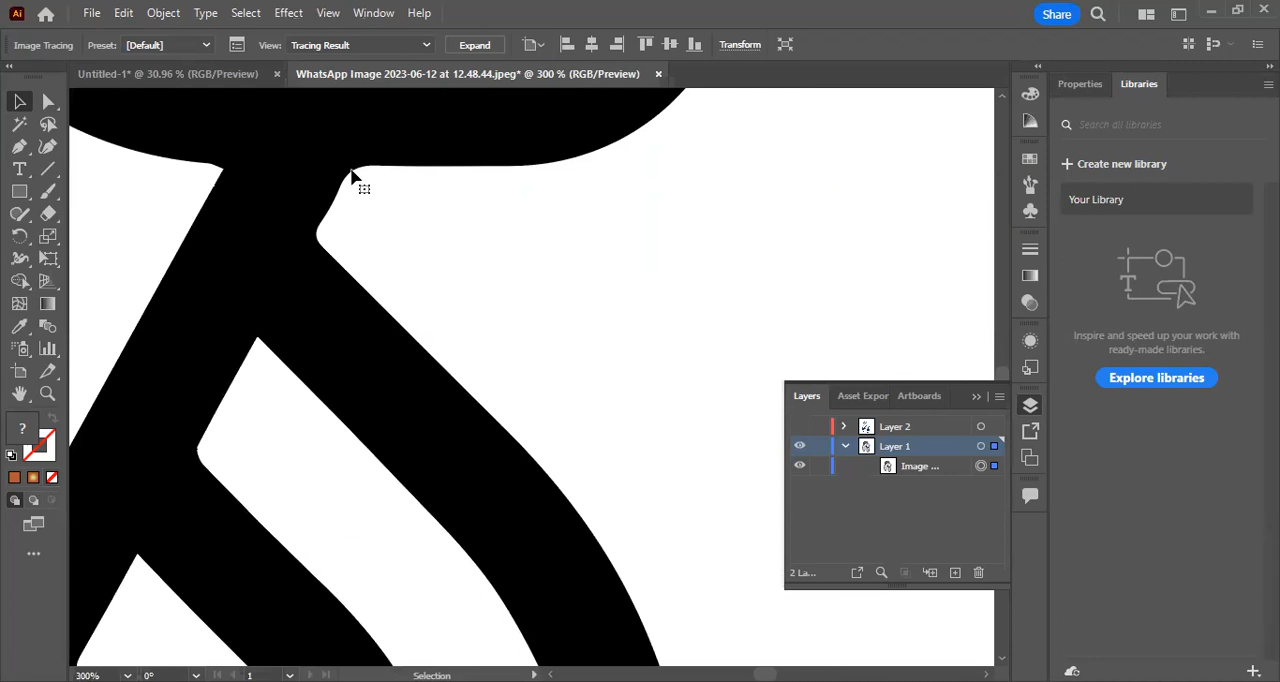 Ai File Edit Object Type Select Effect View Window Help Share
Image Tracing Preset: [Default] View: Tracing Result Expand Transform
Untitled-1* @ 30.96 % (RGB/Preview) × WhatsApp Image 2023-06-12 at 12.48.44.jpeg* @ 300 % (RGB/Preview) ×
Properties Libraries
Search all libraries
+ Create new library
Your Library
Inspire and speed up your work with
ready-made libraries.
Explore libraries
Layers Asset Expor Artboards
Layer 2
Layer 1
Image ...
2 La...
?
300% 0° 1 Selection